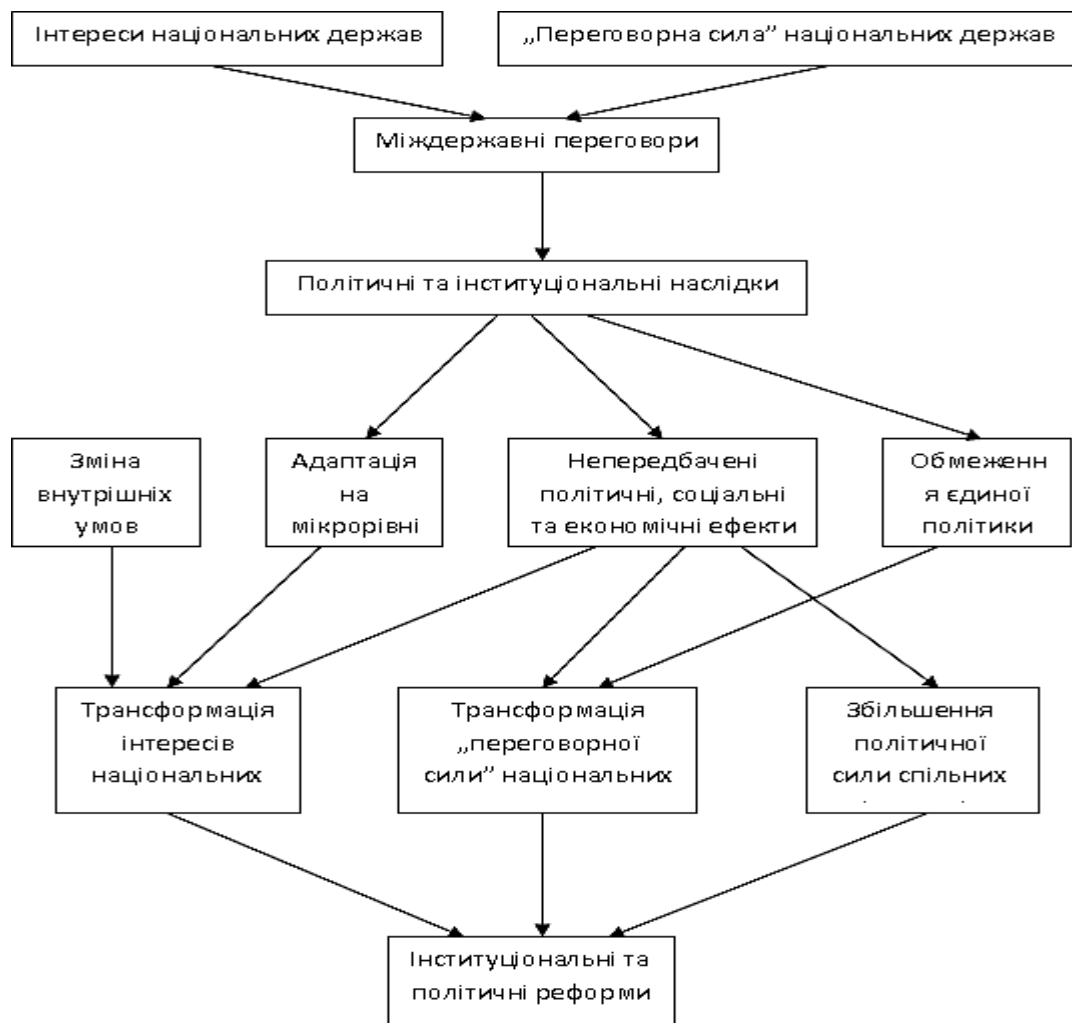 Інтереси національних держав
„Переговорна сила” національних держав
Міждержавні переговори
Політичні та інституціональні наслідки
Зміна
внутрішніх
умов
Адаптація
на
мікрорівні
Непередбачені
політичні, соціальні
та економічні ефекти
Обмеженн
я єдиної
політики
Трансформація
інтересів
національних
Трансформація
„переговорної
сили” національних
Збільшення
політичної
сили спільних
Інституціональні та
політичні реформи